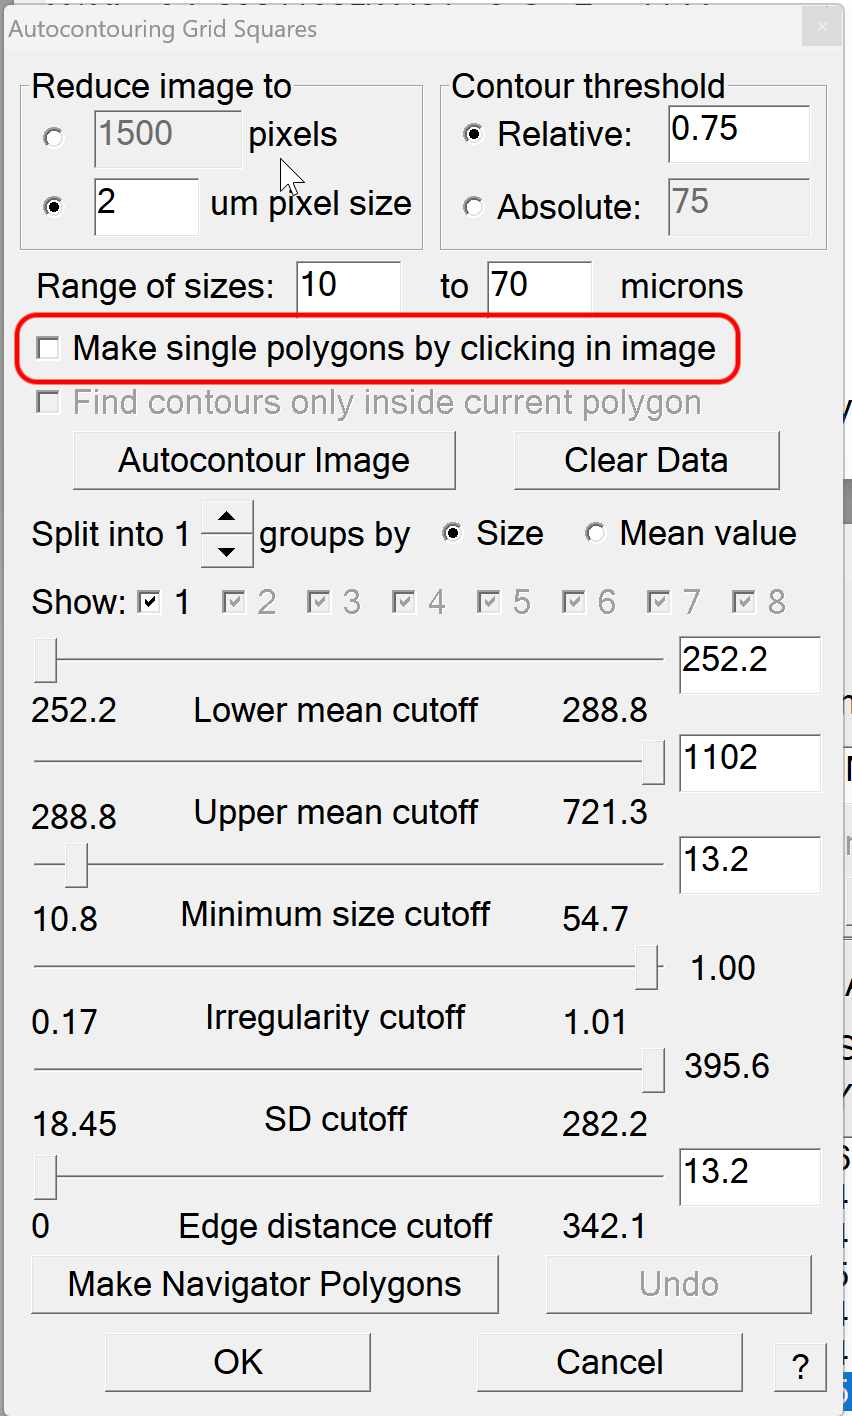 Autocontouring Grid Squares
Reduce image to
1500 pixels
2 um pixel size
Contour threshold
Relative: 0.75
Absolute: 75
Range of sizes: 10 to 70 microns
Make single polygons by clicking in image
Find contours only inside current polygon
Autocontour Image Clear Data
Split into 1 groups by Size Mean value
Show: 1 2 3 4 5 6 7 8
252.2
252.2 Lower mean cutoff 288.8
1102
288.8 Upper mean cutoff 721.3
13.2
10.8 Minimum size cutoff 54.7
1.00
0.17 Irregularity cutoff 1.01
395.6
18.45 SD cutoff 282.2
13.2
0 Edge distance cutoff 342.1
Make Navigator Polygons Undo
OK Cancel ?